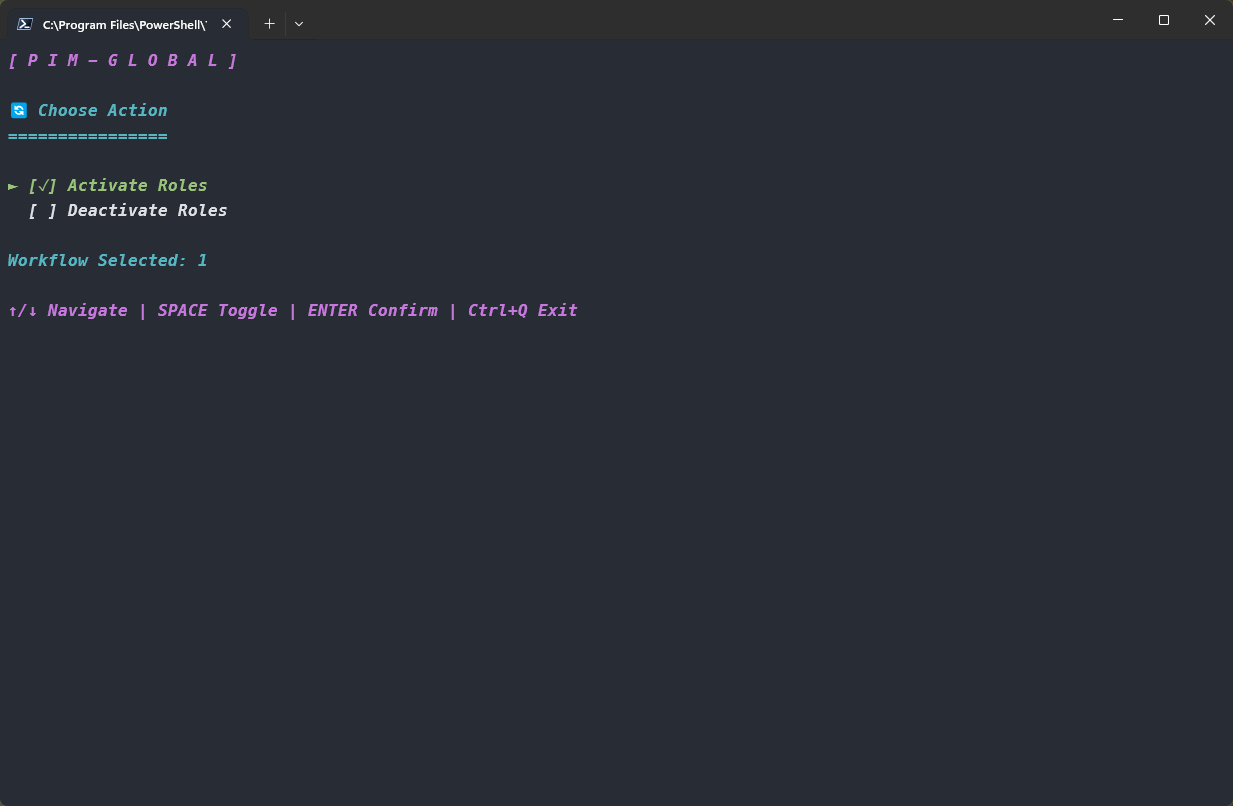 C:\Program Files\PowerShell\
[ P I M – G L O B A L ]
🔄 Choose Action
================
► [√] Activate Roles
[ ] Deactivate Roles
Workflow Selected: 1
↑/↓ Navigate | SPACE Toggle | ENTER Confirm | Ctrl+Q Exit